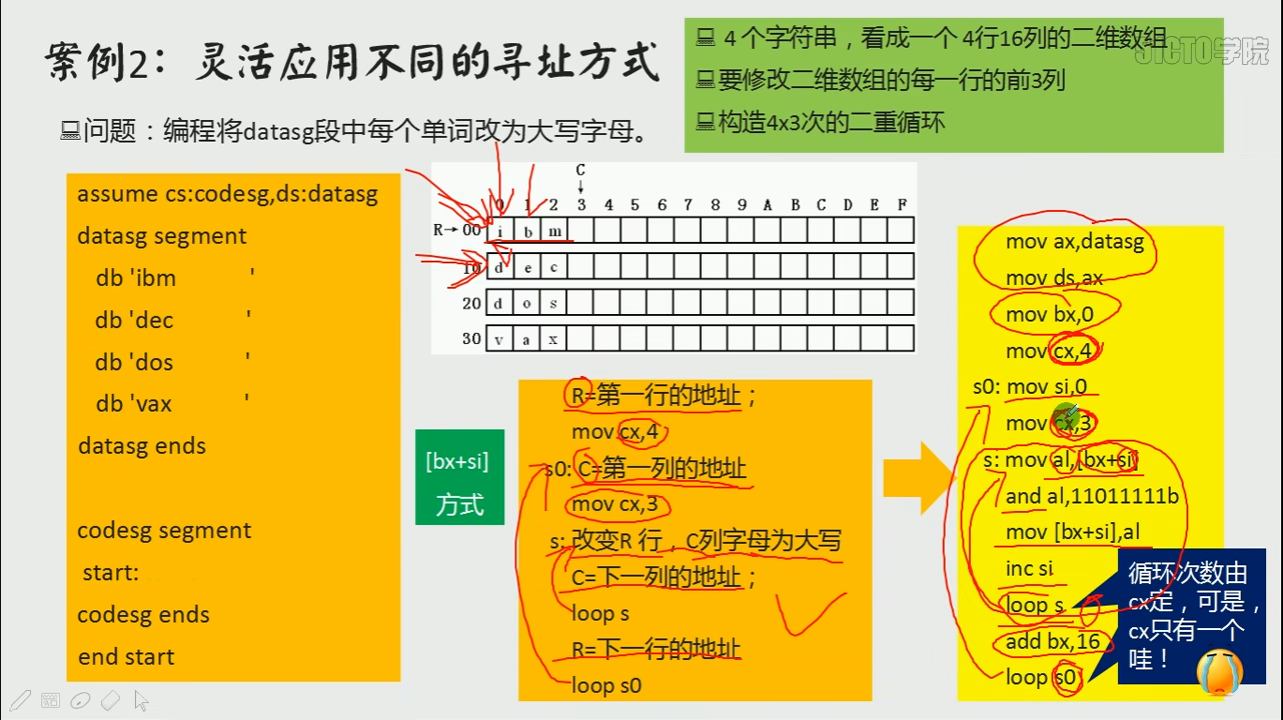 案例2：灵活应用不同的寻址方式
问题：编程将datasg段中每个单词改为大写字母。
4 个字符串，看成一个 4行16列的二维数组
要修改二维数组的每一行的前3列
构造4x3次的二重循环
51CTO学院
assume cs:codesg,ds:datasg
datasg segment
db 'ibm '
db 'dec '
db 'dos '
db 'vax '
datasg ends
codesg segment
start:
codesg ends
end start
C
↓
0 1 2 3 4 5 6 7 8 9 A B C D E F
R→ 00 i b m
10 d e c
20 d o s
30 v a x
[bx+si]
方式
R=第一行的地址；
mov cx,4
s0: C=第一列的地址
mov cx,3
s: 改变R 行，C列字母为大写
C=下一列的地址；
loop s
R=下一行的地址
loop s0
mov ax,datasg
mov ds,ax
mov bx,0
mov cx,4
s0: mov si,0
mov cx,3
s: mov al,[bx+si]
and al,11011111b
mov [bx+si],al
inc si
loop s
add bx,16
loop s0
循环次数由
cx定，可是，
cx只有一个
哇！